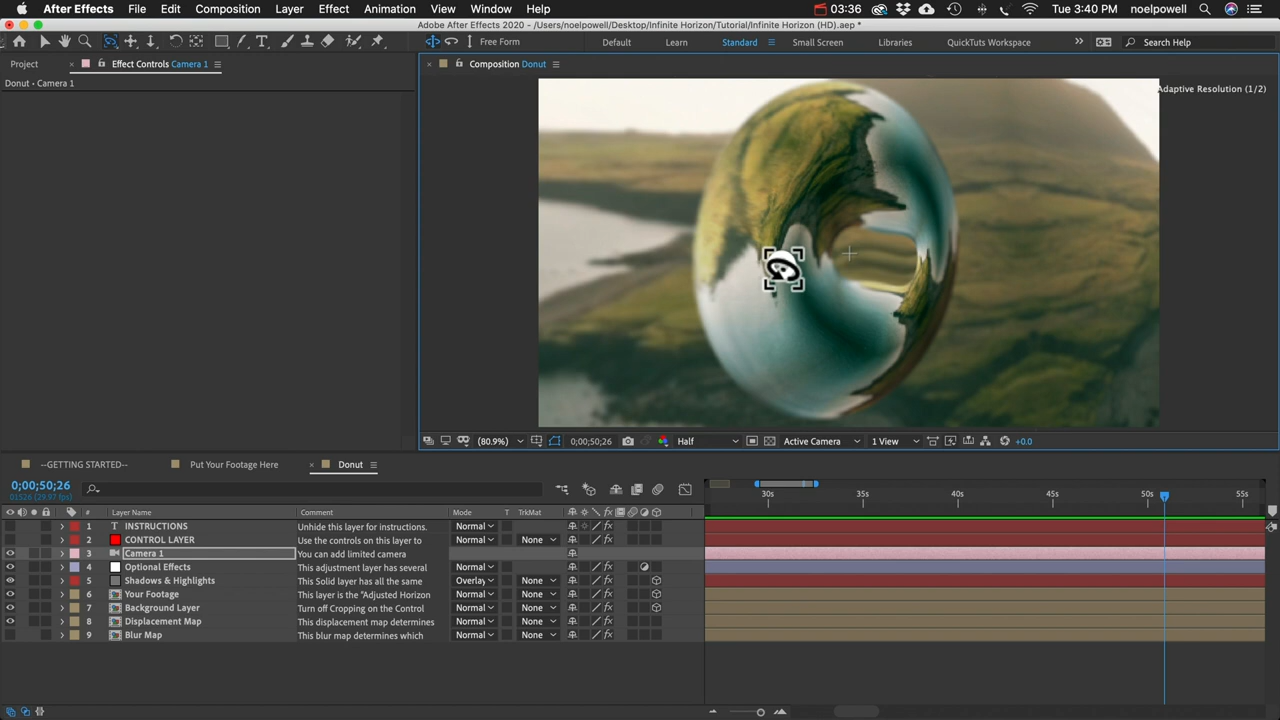 After Effects File Edit Composition Layer Effect Animation View Window Help 03:36 Tue 3:40 PM noelpowell
Adobe After Effects 2020 - /Users/noelpowell/Desktop/Infinite Horizon/Tutorial/Infinite Horizon (HD).aep *
Free Form Default Learn Standard Small Screen Libraries QuickTuts Workspace Search Help
Project Effect Controls Camera 1 Composition Donut
Donut • Camera 1
Adaptive Resolution (1/2)
(80.9%) 0;00;50;26 Half Active Camera 1 View +0.0
--GETTING STARTED-- Put Your Footage Here Donut
0;00;50;26
01526 (29.97 fps)
30s 35s 40s 45s 50s 55s
# Layer Name Comment Mode T TrkMat
1 T INSTRUCTIONS Unhide this layer for instructions. Normal
2 CONTROL LAYER Use the controls on this layer to Normal None
3 Camera 1 You can add limited camera
4 Optional Effects This adjustment layer has several Normal None
5 Shadows & Highlights This Solid layer has all the same Overlay None
6 Your Footage This layer is the "Adjusted Horizon Normal None
7 Background Layer Turn off Cropping on the Control Normal None
8 Displacement Map This displacement map determines Normal None
9 Blur Map This blur map determines which Normal None